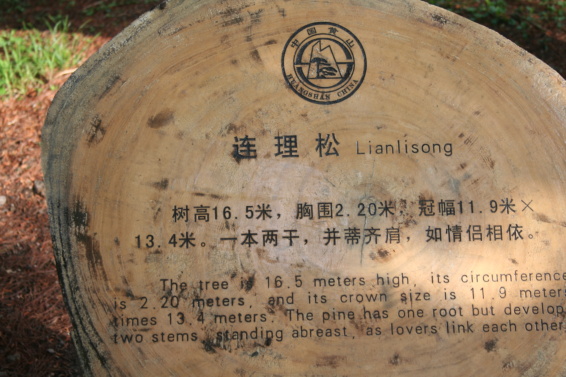 中国黄山
HUANGSHAN CHINA
连理松 Lianlisong
树高16.5米，胸围2.20米，冠幅11.9米×
13.4米。一本两干，并蒂齐肩，如情侣相依。
The tree is 16.5 meters high, its circumference
is 2.20 meters, and its crown size is 11.9 meters
times 13.4 meters. The pine has one root but develop
two stems, standing abreast, as lovers link each other